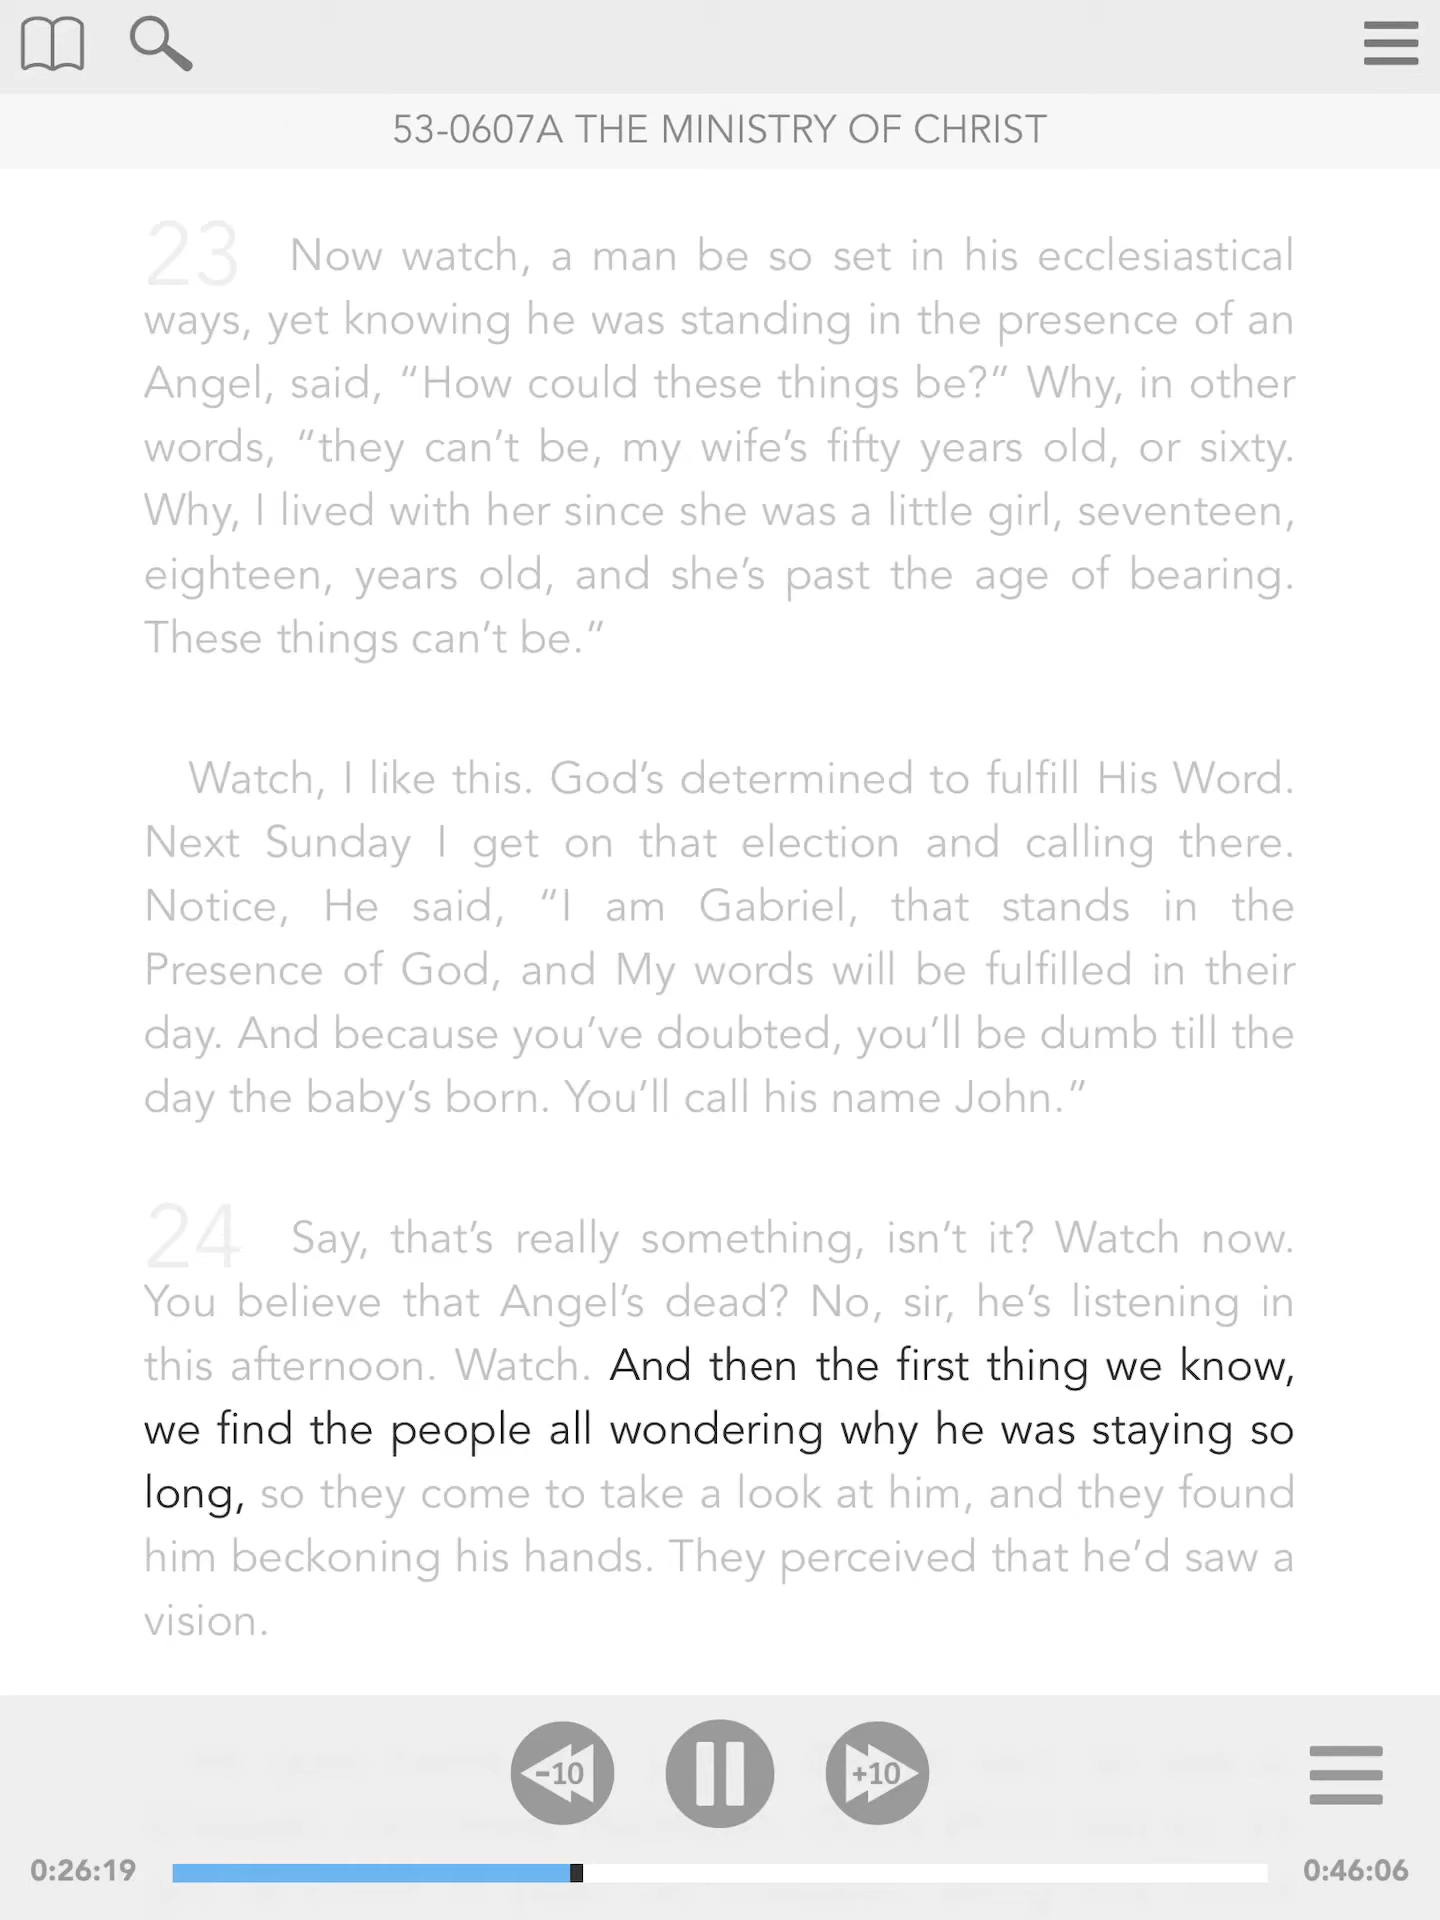 53-0607A THE MINISTRY OF CHRIST
23 Now watch, a man be so set in his ecclesiastical
ways, yet knowing he was standing in the presence of an
Angel, said, “How could these things be?” Why, in other
words, “they can’t be, my wife’s fifty years old, or sixty.
Why, I lived with her since she was a little girl, seventeen,
eighteen, years old, and she’s past the age of bearing.
These things can’t be.”
Watch, I like this. God’s determined to fulfill His Word.
Next Sunday I get on that election and calling there.
Notice, He said, “I am Gabriel, that stands in the
Presence of God, and My words will be fulfilled in their
day. And because you’ve doubted, you’ll be dumb till the
day the baby’s born. You’ll call his name John.”
24 Say, that’s really something, isn’t it? Watch now.
You believe that Angel’s dead? No, sir, he’s listening in
this afternoon. Watch. And then the first thing we know,
we find the people all wondering why he was staying so
long, so they come to take a look at him, and they found
him beckoning his hands. They perceived that he’d saw a
vision.
-10 +10
0:26:19 0:46:06